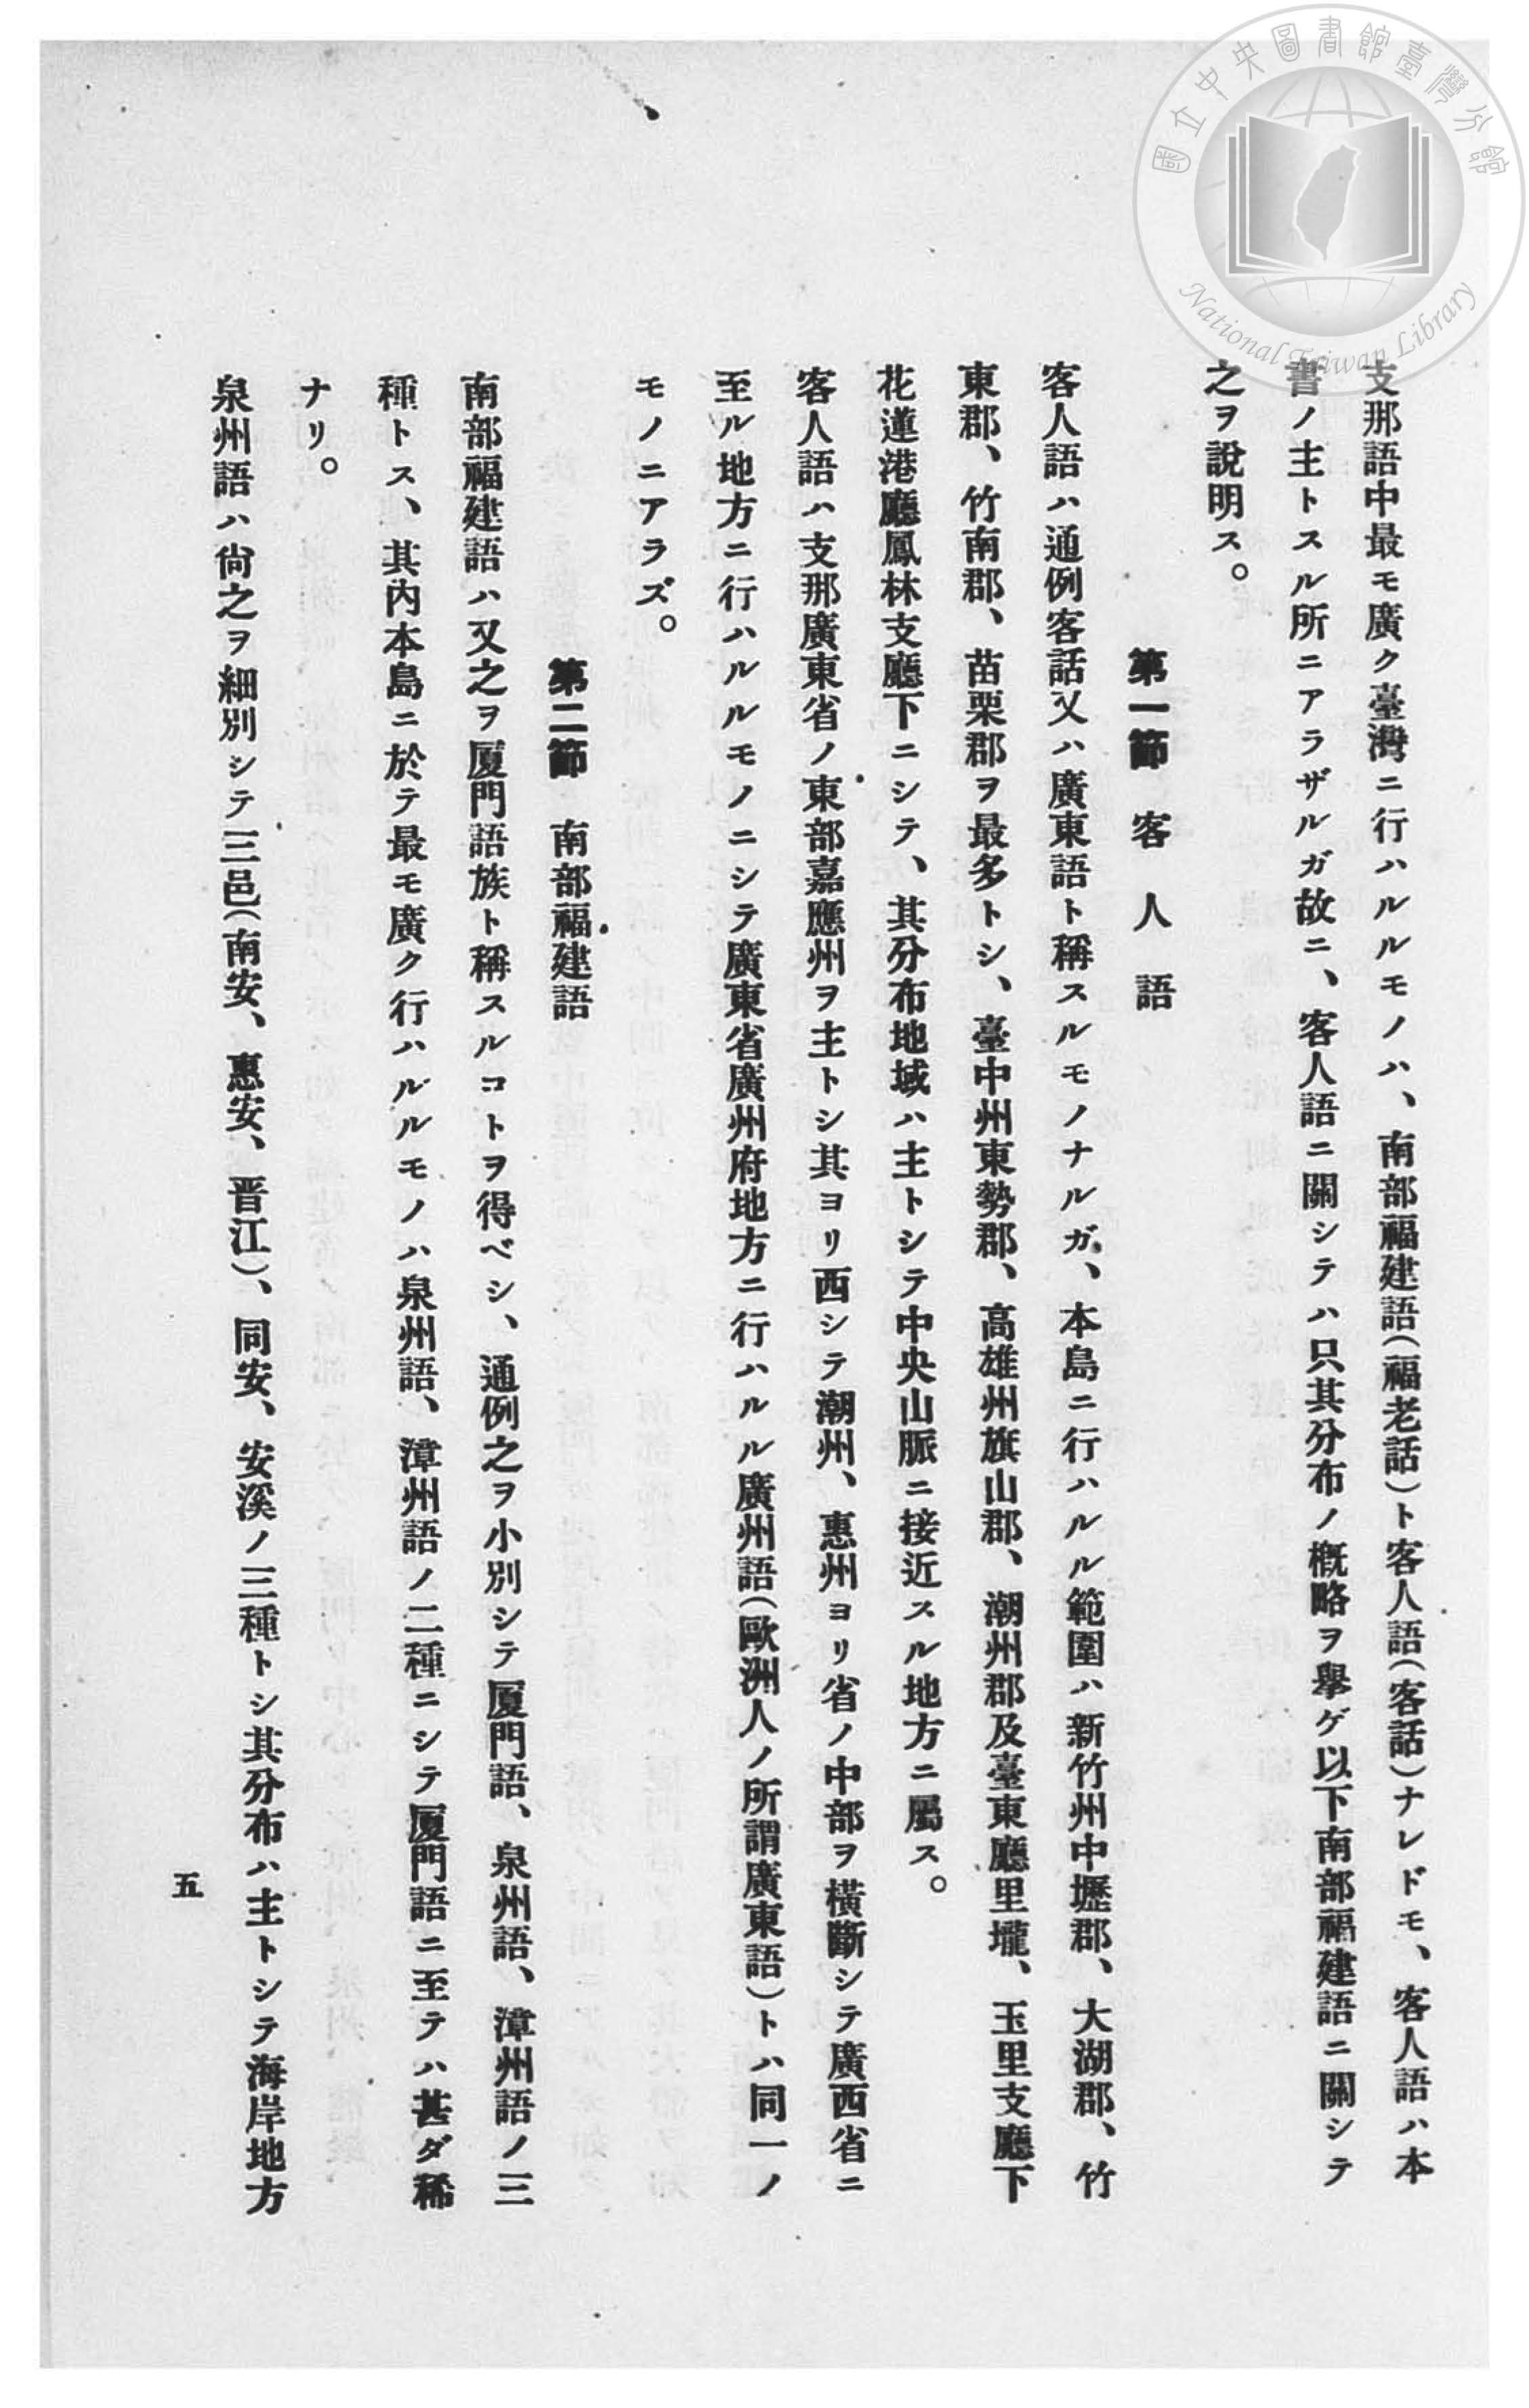 國立中央圖書館臺灣分館
National Taiwan Library
支那語中最モ廣ク臺灣ニ行ハルルモノハ、南部福建語(福老話)ト客人語(客話)ナレドモ、客人語ハ本
書ノ主トスル所ニアラザルガ故ニ、客人語ニ關シテハ只其分布ノ槪略ヲ擧ゲ以下南部福建語ニ關シテ
之ヲ說明ス。
第一節 客人語
客人語ハ通例客話又ハ廣東語ト稱スルモノナルガ、本島ニ行ハルル範圍ハ新竹州中壢郡、大湖郡、竹
東郡、竹南郡、苗栗郡ヲ最多トシ、臺中州東勢郡、高雄州旗山郡、潮州郡及臺東廳里壠、玉里支廳下
花蓮港廳鳳林支廳下ニシテ、其分布地域ハ主トシテ中央山脈ニ接近スル地方ニ屬ス。
客人語ハ支那廣東省ノ東部嘉應州ヲ主トシ其ヨリ西シテ潮州、惠州ヨリ省ノ中部ヲ橫斷シテ廣西省ニ
至ル地方ニ行ハルルモノニシテ廣東省廣州府地方ニ行ハルル廣州語(歐洲人ノ所謂廣東語)トハ同一ノ
モノニアラズ。
第二節 南部福建語
南部福建語ハ又之ヲ厦門語族ト稱スルコトヲ得ベシ、通例之ヲ小別シテ厦門語、泉州語、漳州語ノ三
種トス、其內本島ニ於テ最モ廣ク行ハルルモノハ泉州語、漳州語ノ二種ニシテ厦門語ニ至テハ甚ダ稀
ナリ。
泉州語ハ尙之ヲ細別シテ三邑(南安、惠安、晋江)、同安、安溪ノ三種トシ其分布ハ主トシテ海岸地方
五